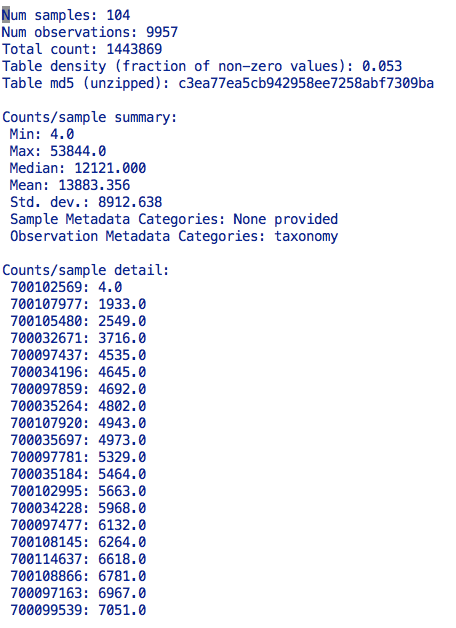 Num samples: 104
Num observations: 9957
Total count: 1443869
Table density (fraction of non-zero values): 0.053
Table md5 (unzipped): c3ea77ea5cb942958ee7258abf7309ba
Counts/sample summary:
Min: 4.0
Max: 53844.0
Median: 12121.000
Mean: 13883.356
Std. dev.: 8912.638
Sample Metadata Categories: None provided
Observation Metadata Categories: taxonomy
Counts/sample detail:
700102569: 4.0
700107977: 1933.0
700105480: 2549.0
700032671: 3716.0
700097437: 4535.0
700034196: 4645.0
700097859: 4692.0
700035264: 4802.0
700107920: 4943.0
700035697: 4973.0
700097781: 5329.0
700035184: 5464.0
700102995: 5663.0
700034228: 5968.0
700097477: 6132.0
700108145: 6264.0
700114637: 6618.0
700108866: 6781.0
700097163: 6967.0
700099539: 7051.0